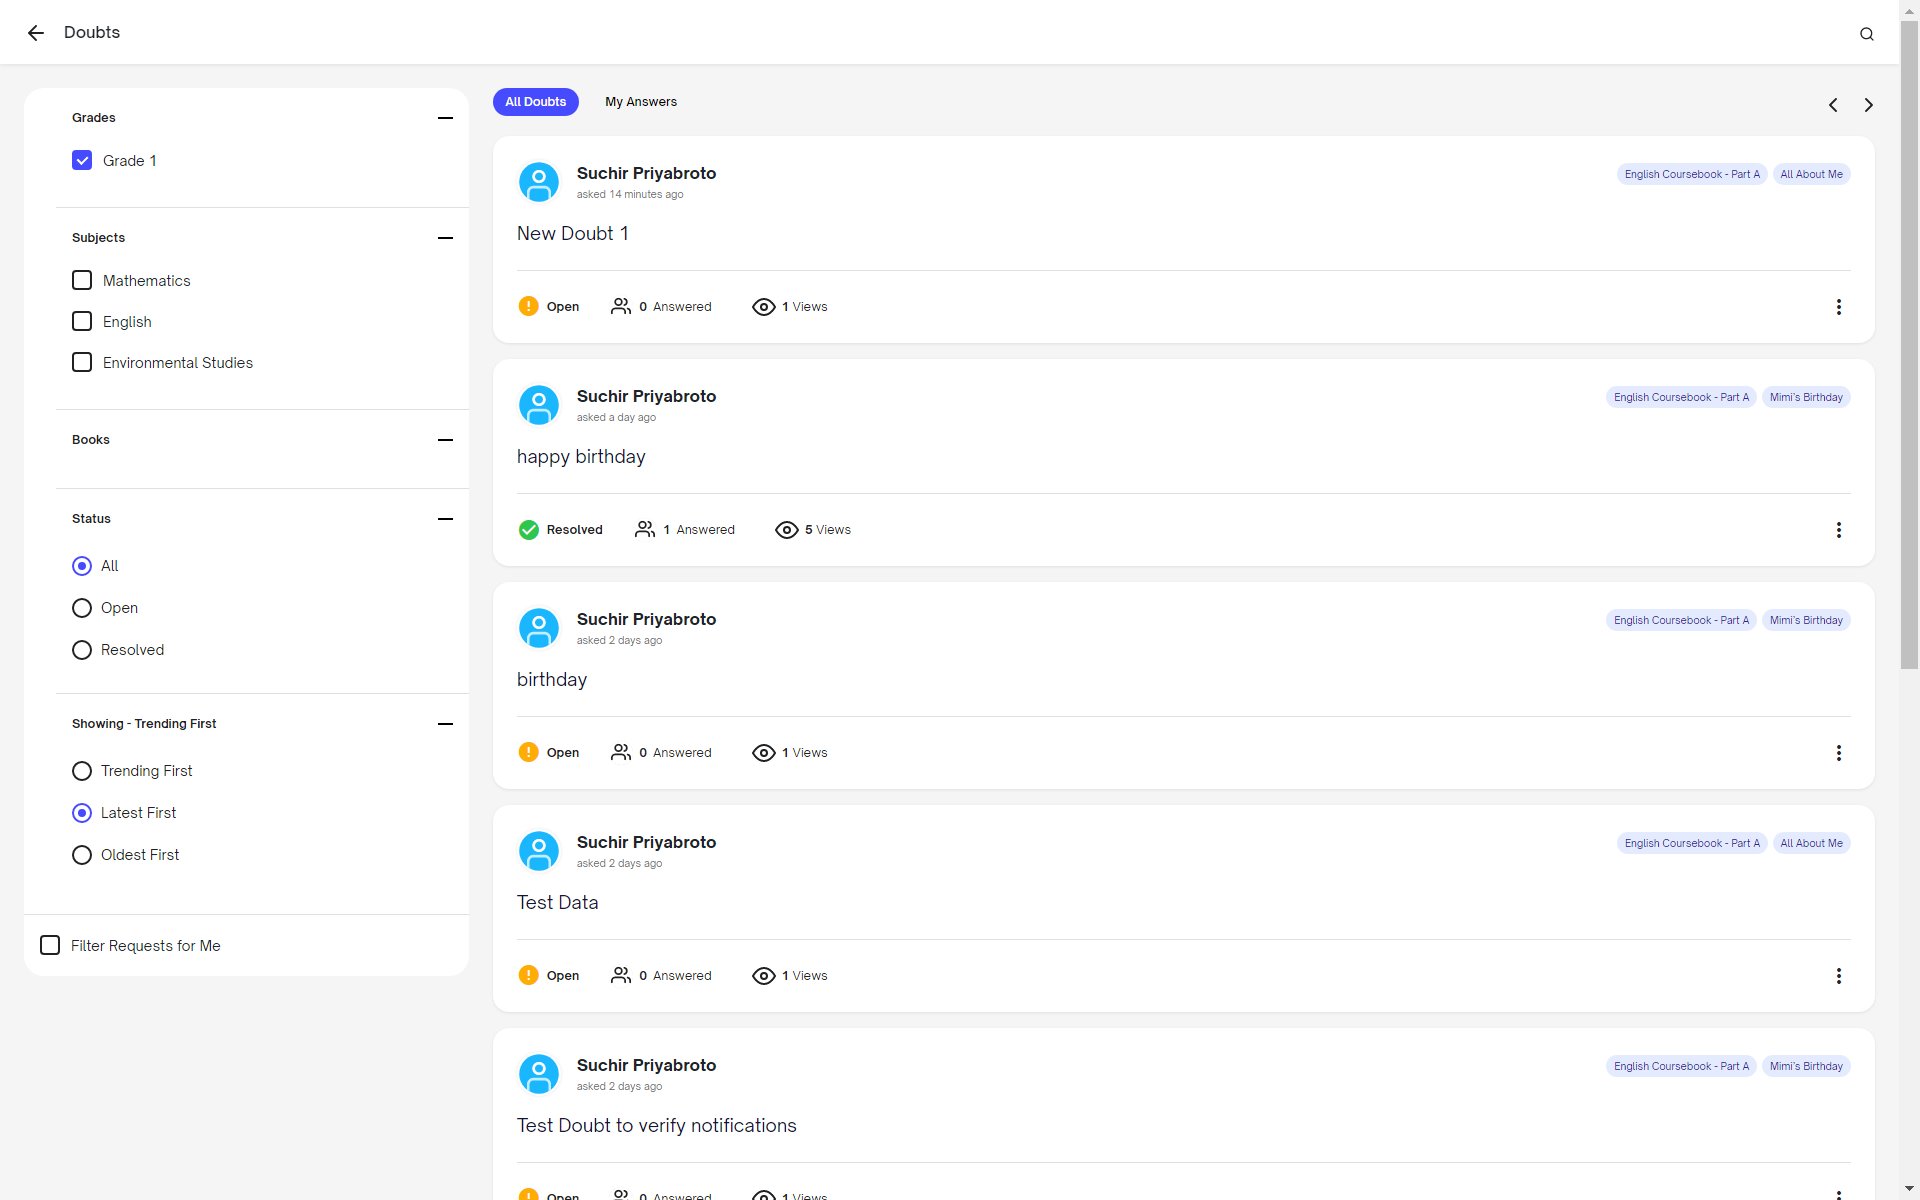 Doubts
Grades
Grade 1
Subjects
Mathematics
English
Environmental Studies
Books
Status
All
Open
Resolved
Showing - Trending First
Trending First
Latest First
Oldest First
Filter Requests for Me
All Doubts My Answers
Suchir Priyabroto
asked 14 minutes ago
English Coursebook - Part A All About Me
New Doubt 1
Open 0 Answered 1 Views
Suchir Priyabroto
asked a day ago
English Coursebook - Part A Mimi's Birthday
happy birthday
Resolved 1 Answered 5 Views
Suchir Priyabroto
asked 2 days ago
English Coursebook - Part A Mimi's Birthday
birthday
Open 0 Answered 1 Views
Suchir Priyabroto
asked 2 days ago
English Coursebook - Part A All About Me
Test Data
Open 0 Answered 1 Views
Suchir Priyabroto
asked 2 days ago
English Coursebook - Part A Mimi's Birthday
Test Doubt to verify notifications
Open 0 Answered 1 Views